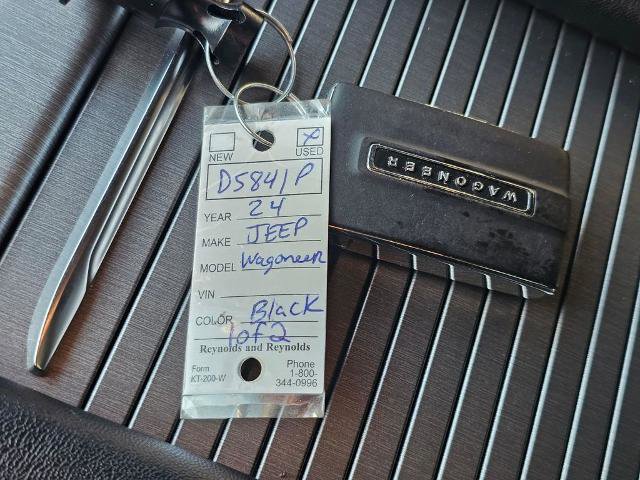 X
NEW USED
D5841P
YEAR 24
MAKE JEEP
MODEL Wagoneer
VIN
COLOR Black
1 of 2
Reynolds and Reynolds
Form
KT-200-W
Phone
1-800-
344-0996
WAGONEER